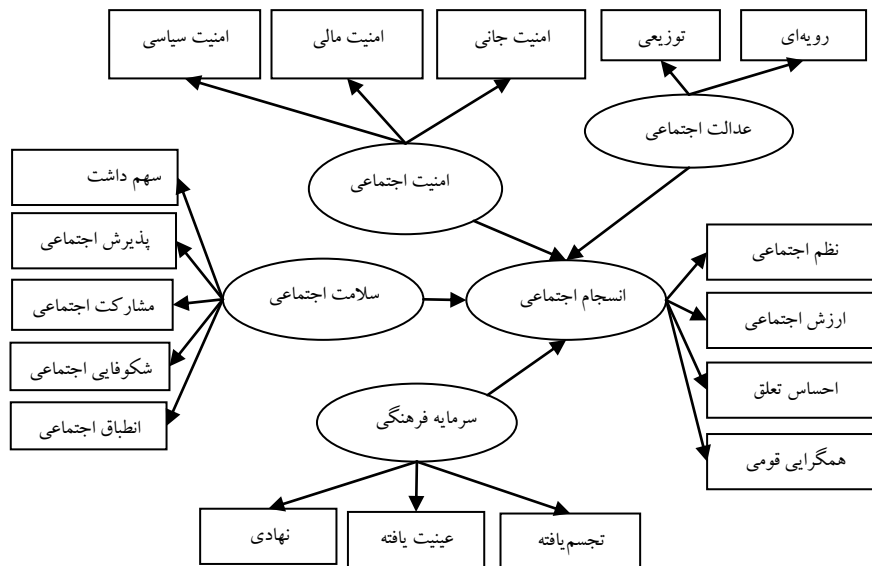 رویه‌ای
توزیعی
امنیت جانی
امنیت مالی
امنیت سیاسی
عدالت اجتماعی
امنیت اجتماعی
سهم داشت
پذیرش اجتماعی
مشارکت اجتماعی
شکوفایی اجتماعی
انطباق اجتماعی
سلامت اجتماعی
انسجام اجتماعی
نظم اجتماعی
ارزش اجتماعی
احساس تعلق
همگرایی قومی
سرمایه فرهنگی
تجسم‌یافته
عینیت یافته
نهادی